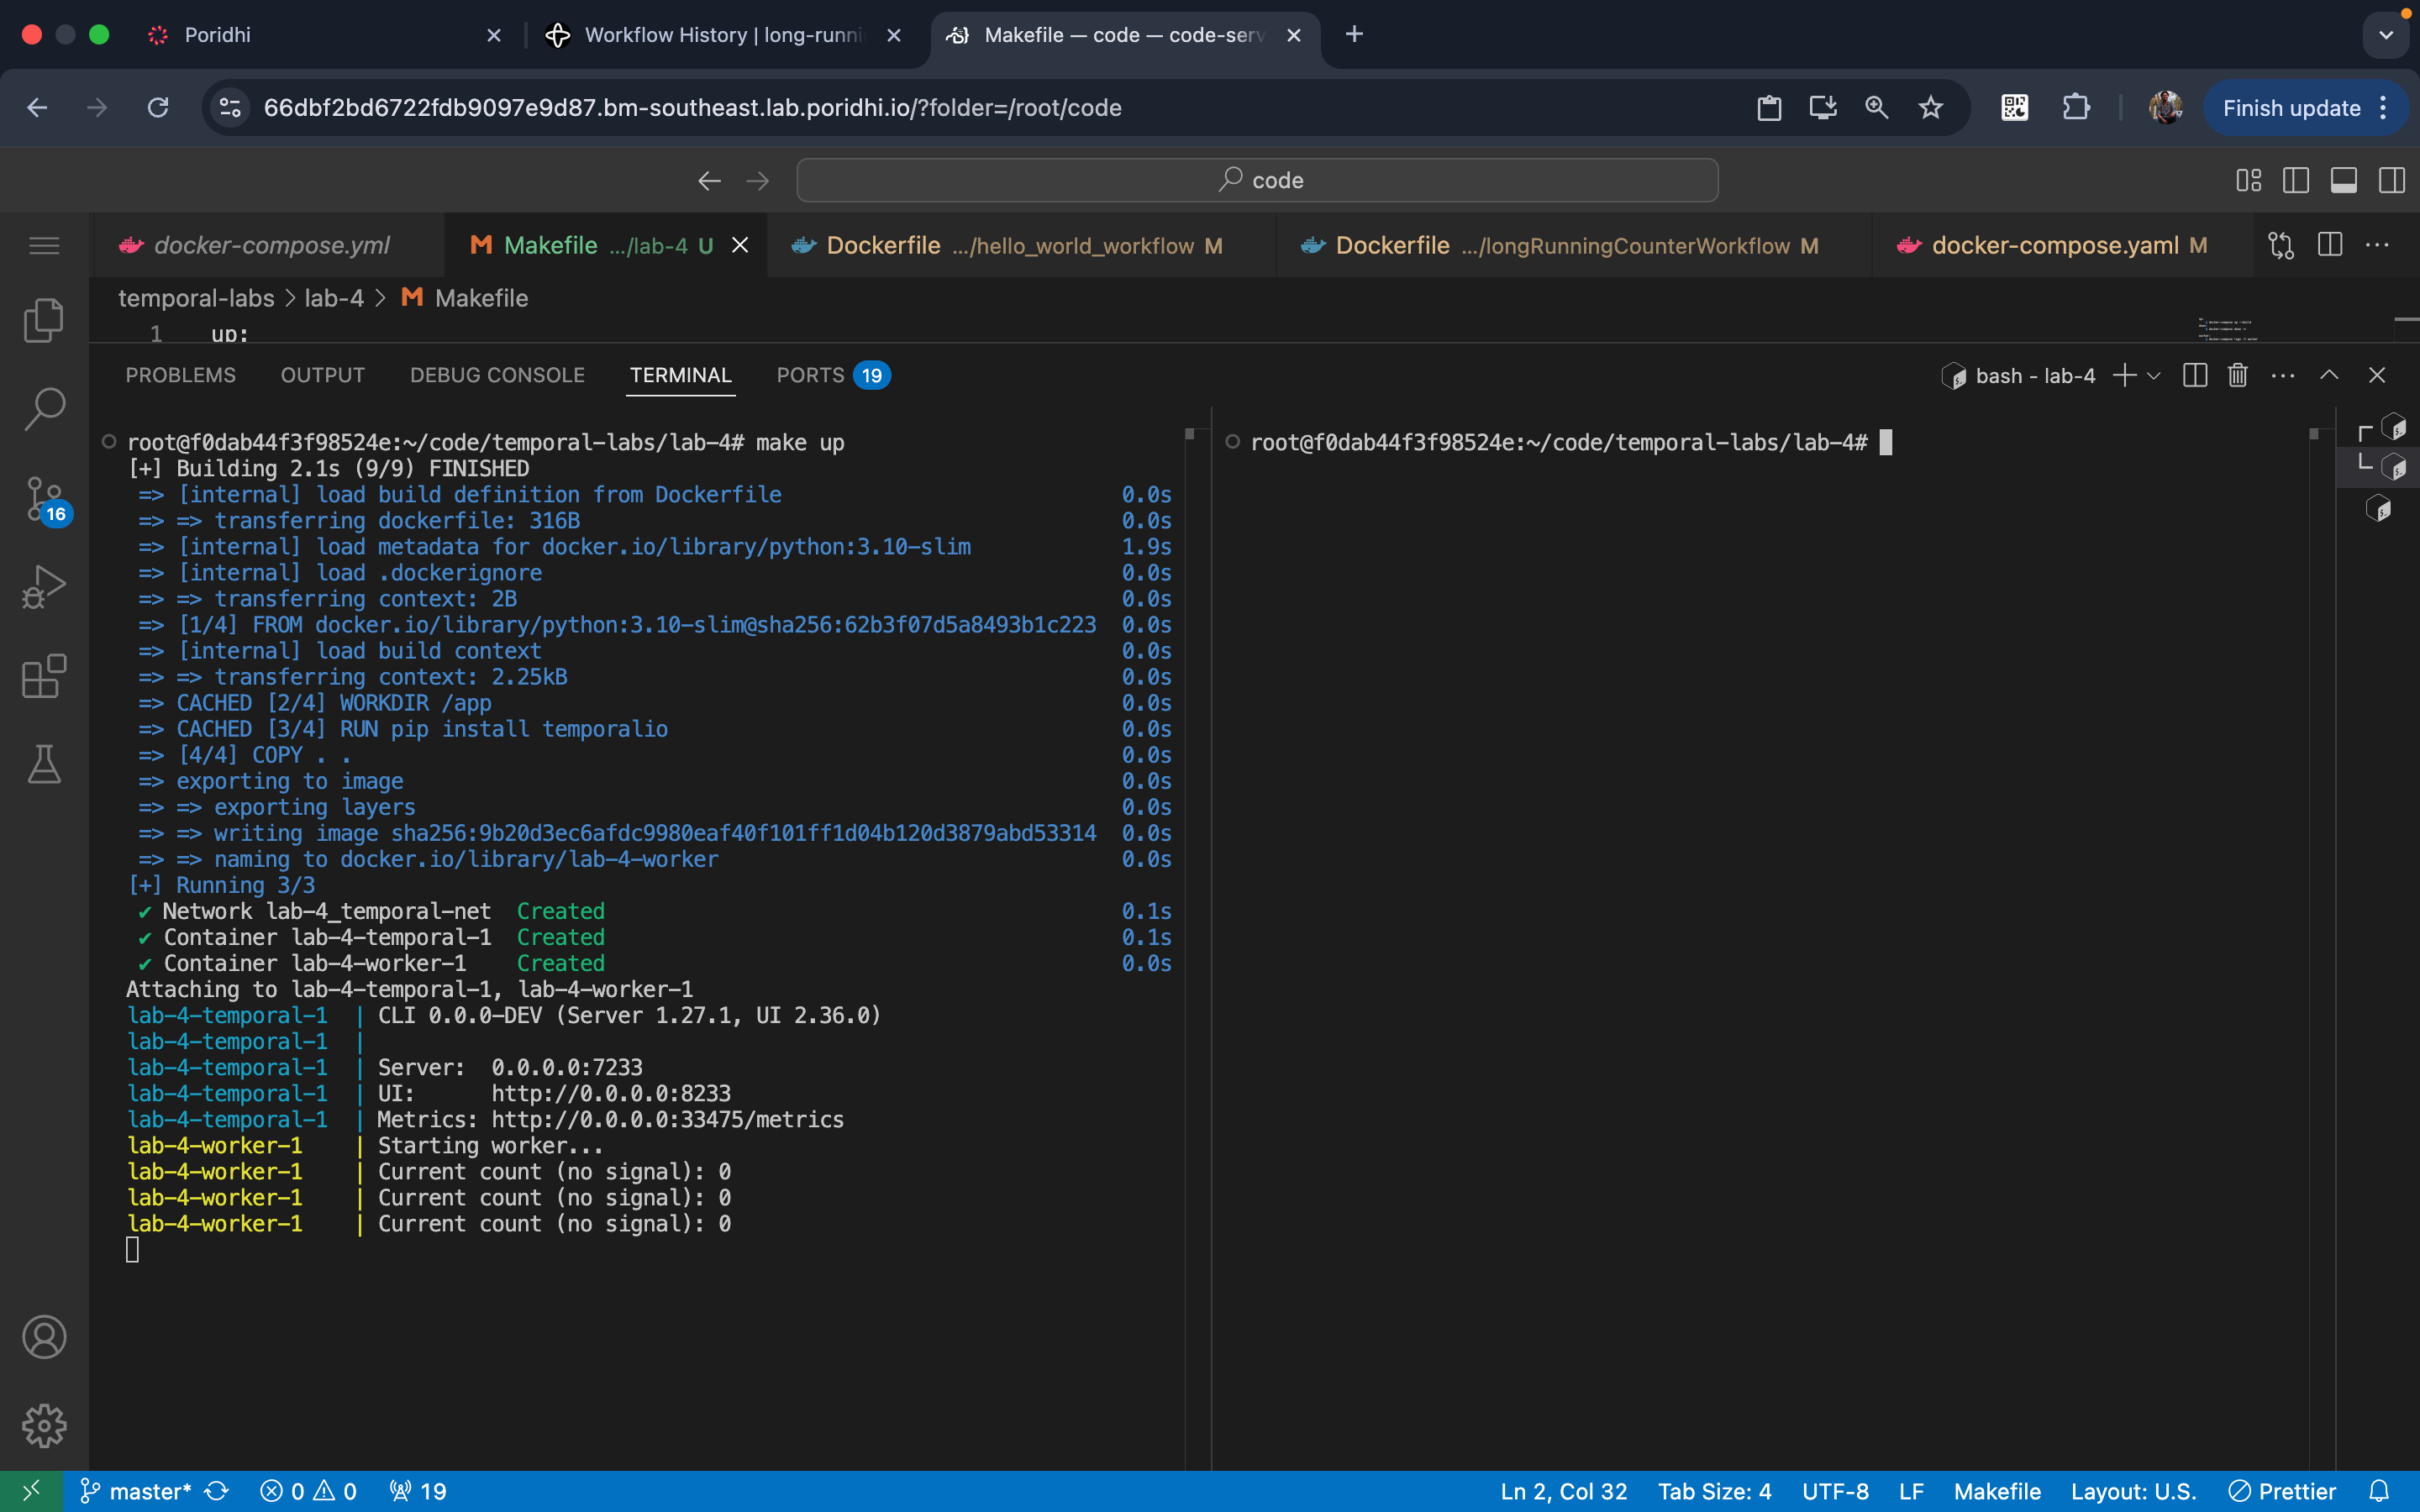 Poridhi
Workflow History | long-runni
Makefile — code — code-serv
66dbf2bd6722fdb9097e9d87.bm-southeast.lab.poridhi.io/?folder=/root/code
Finish update
code
docker-compose.yml
Makefile .../lab-4 U
Dockerfile .../hello_world_workflow M
Dockerfile .../longRunningCounterWorkflow M
docker-compose.yaml M
temporal-labs > lab-4 > Makefile
1 up:
PROBLEMS OUTPUT DEBUG CONSOLE TERMINAL PORTS 19
bash - lab-4
16
root@f0dab44f3f98524e:~/code/temporal-labs/lab-4# make up
[+] Building 2.1s (9/9) FINISHED
=> [internal] load build definition from Dockerfile 0.0s
=> => transferring dockerfile: 316B 0.0s
=> [internal] load metadata for docker.io/library/python:3.10-slim 1.9s
=> [internal] load .dockerignore 0.0s
=> => transferring context: 2B 0.0s
=> [1/4] FROM docker.io/library/python:3.10-slim@sha256:62b3f07d5a8493b1c223 0.0s
=> [internal] load build context 0.0s
=> => transferring context: 2.25kB 0.0s
=> CACHED [2/4] WORKDIR /app 0.0s
=> CACHED [3/4] RUN pip install temporalio 0.0s
=> [4/4] COPY . . 0.0s
=> exporting to image 0.0s
=> => exporting layers 0.0s
=> => writing image sha256:9b20d3ec6afdc9980eaf40f101ff1d04b120d3879abd53314 0.0s
=> => naming to docker.io/library/lab-4-worker 0.0s
[+] Running 3/3
✔ Network lab-4_temporal-net Created 0.1s
✔ Container lab-4-temporal-1 Created 0.1s
✔ Container lab-4-worker-1 Created 0.0s
Attaching to lab-4-temporal-1, lab-4-worker-1
lab-4-temporal-1 | CLI 0.0.0-DEV (Server 1.27.1, UI 2.36.0)
lab-4-temporal-1 |
lab-4-temporal-1 | Server: 0.0.0.0:7233
lab-4-temporal-1 | UI: http://0.0.0.0:8233
lab-4-temporal-1 | Metrics: http://0.0.0.0:33475/metrics
lab-4-worker-1 | Starting worker...
lab-4-worker-1 | Current count (no signal): 0
lab-4-worker-1 | Current count (no signal): 0
lab-4-worker-1 | Current count (no signal): 0
root@f0dab44f3f98524e:~/code/temporal-labs/lab-4#
master* 0 0 19
Ln 2, Col 32 Tab Size: 4 UTF-8 LF Makefile Layout: U.S. Prettier